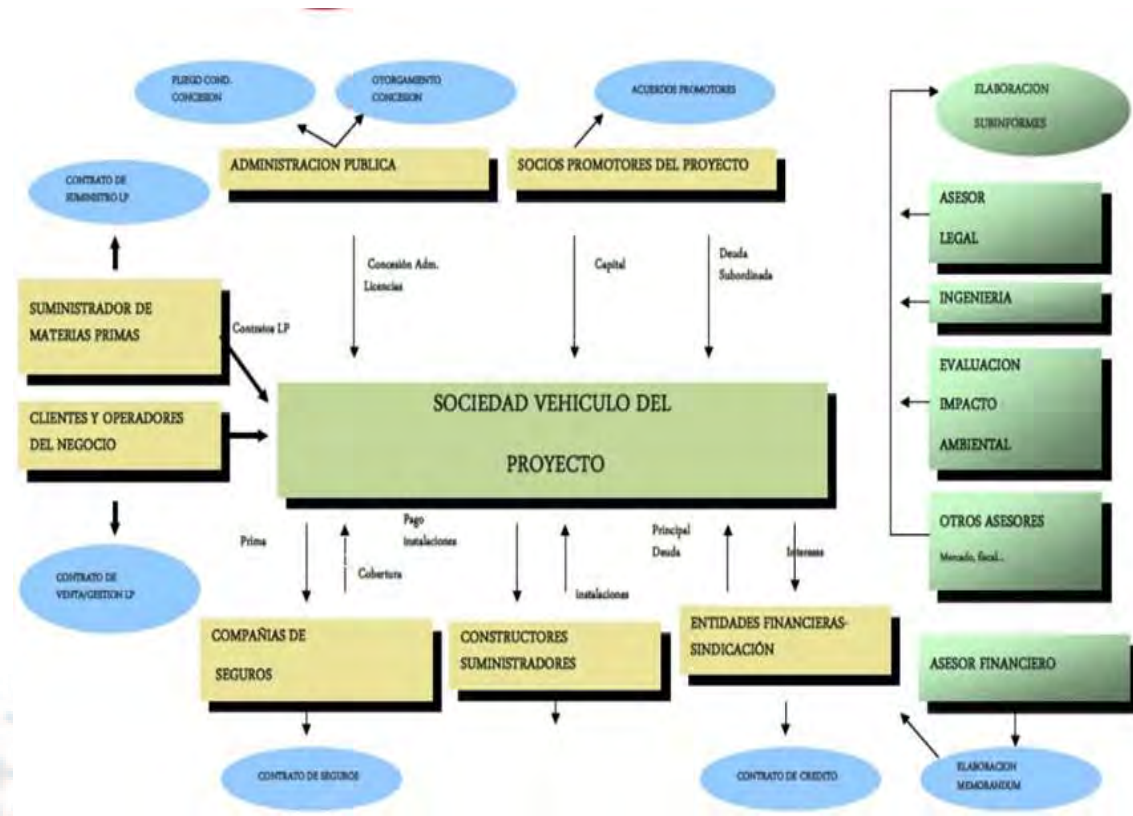 PLIEGO COND.
CONCESION
OTORGAMIENTO
CONCESION
ACUERDOS PROMOTORES
ELABORACION
SUBINFORMES
ADMINISTRACION PUBLICA
SOCIOS PROMOTORES DEL PROYECTO
CONTRATO DE
SUMINISTRO LP
ASESOR
LEGAL
Concesión Adm.
Licencias
Capital
Deuda
Subordinada
SUMINISTRADOR DE
MATERIAS PRIMAS
Contratos LP
INGENIERIA
EVALUACION
IMPACTO
AMBIENTAL
CLIENTES Y OPERADORES
DEL NEGOCIO
SOCIEDAD VEHICULO DEL
PROYECTO
OTROS ASESORES
Mercado, fiscal...
Prima
Cobertura
Pago
instalaciones
instalaciones
Principal
Deuda
Intereses
CONTRATO DE
VENTA/GESTION LP
COMPAÑIAS DE
SEGUROS
CONSTRUCTORES
SUMINISTRADORES
ENTIDADES FINANCIERAS-
SINDICACIÓN
ASESOR FINANCIERO
CONTRATO DE SEGUROS
CONTRATO DE CREDITO
ELABORACION
MEMORANDUM